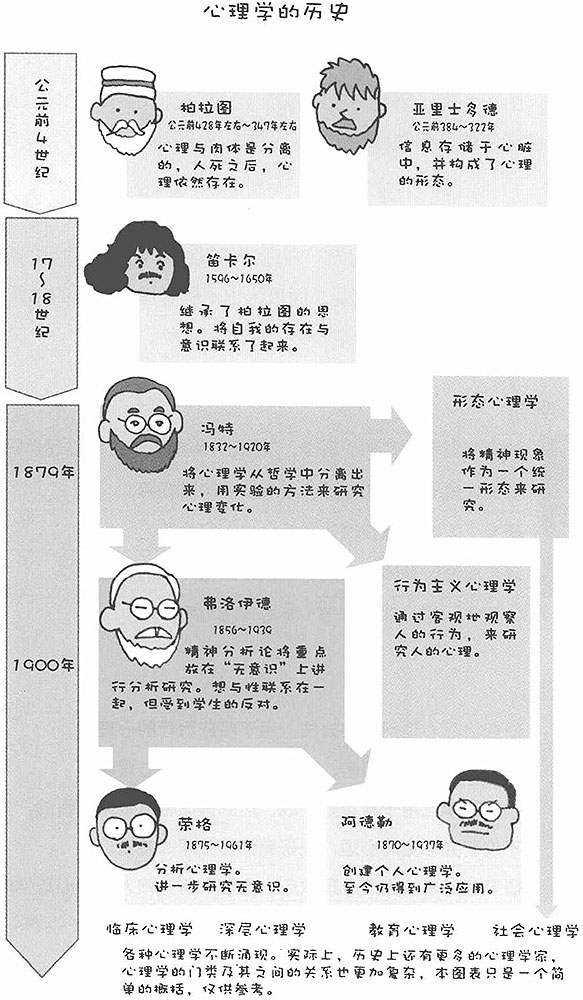 心理学的历史
公元前4世纪
柏拉图
公元前428年左右~347年左右
心理与肉体是分离
的，人死之后，心
理依然存在。
亚里士多德
公元前384~322年
信息存储于心脏
中，并构成了心理
的形态。
17~18世纪
笛卡尔
1596~1650年
继承了柏拉图的思
想。将自我的存在与
意识联系了起来。
1879年
冯特
1832~1920年
将心理学从哲学中分离出
来，用实验的方法来研究
心理变化。
形态心理学
将精神现象
作为一个统
一形态来研
究。
1900年
弗洛伊德
1856~1939
精神分析论将重点
放在“无意识”上进
行分析研究。想与性联系在一
起，但受到学生的反对。
行为主义心理学
通过客观地观察
人的行为，来研
究人的心理。
荣格
1875~1961年
分析心理学。
进一步研究无意识。
阿德勒
1870~1937年
创建个人心理学。
至今仍得到广泛应用。
临床心理学 深层心理学 教育心理学 社会心理学
各种心理学不断涌现。实际上，历史上还有更多的心理学家，
心理学的门类及其之间的关系也更加复杂，本图表只是一个简
单的概括，仅供参考。